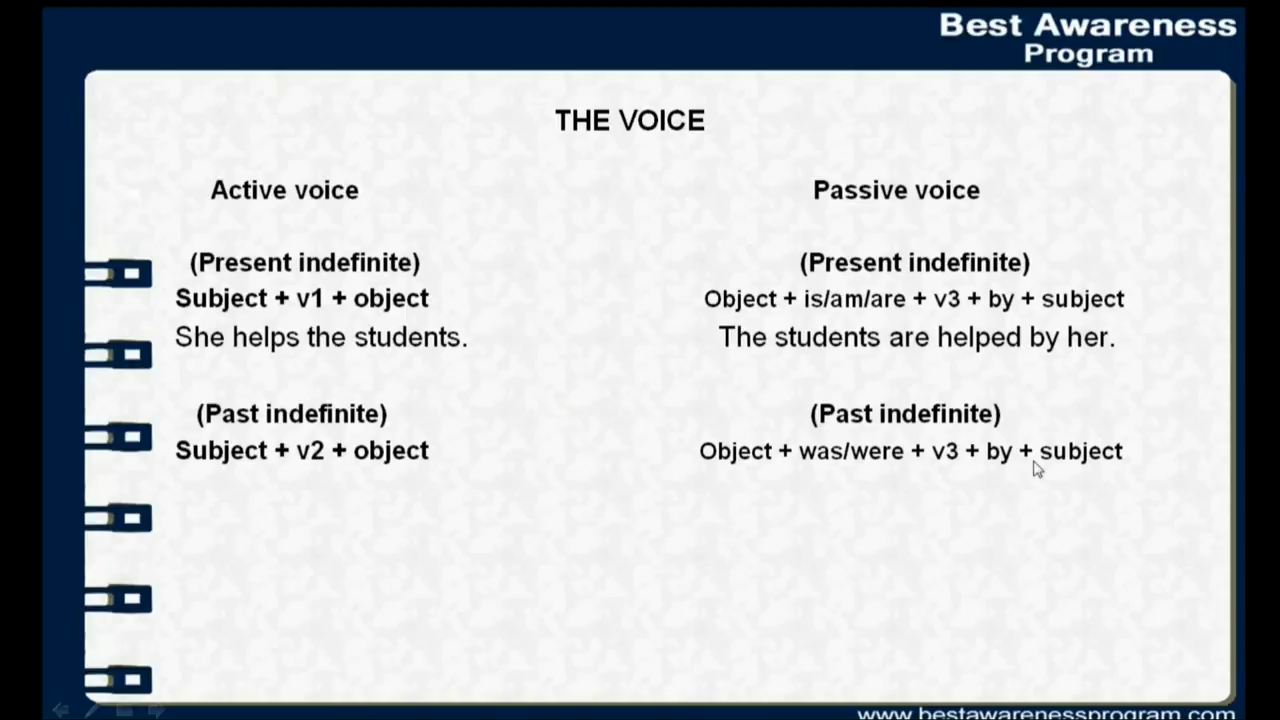 Best Awareness
Program
THE VOICE
Active voice
Passive voice
(Present indefinite)
Subject + v1 + object
She helps the students.
(Present indefinite)
Object + is/am/are + v3 + by + subject
The students are helped by her.
(Past indefinite)
Subject + v2 + object
(Past indefinite)
Object + was/were + v3 + by + subject
www.bestawarenessprogram.com